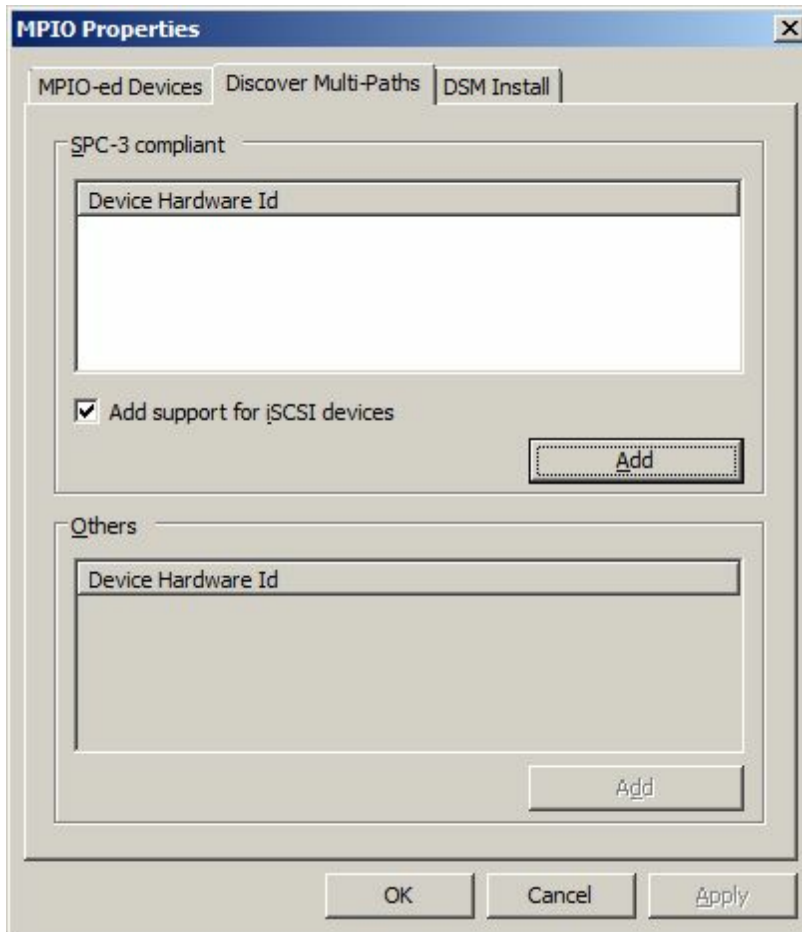 MPIO Properties
MPIO-ed Devices Discover Multi-Paths DSM Install
SPC-3 compliant
Device Hardware Id
Add support for iSCSI devices
Add
Others
Device Hardware Id
Add
OK Cancel Apply